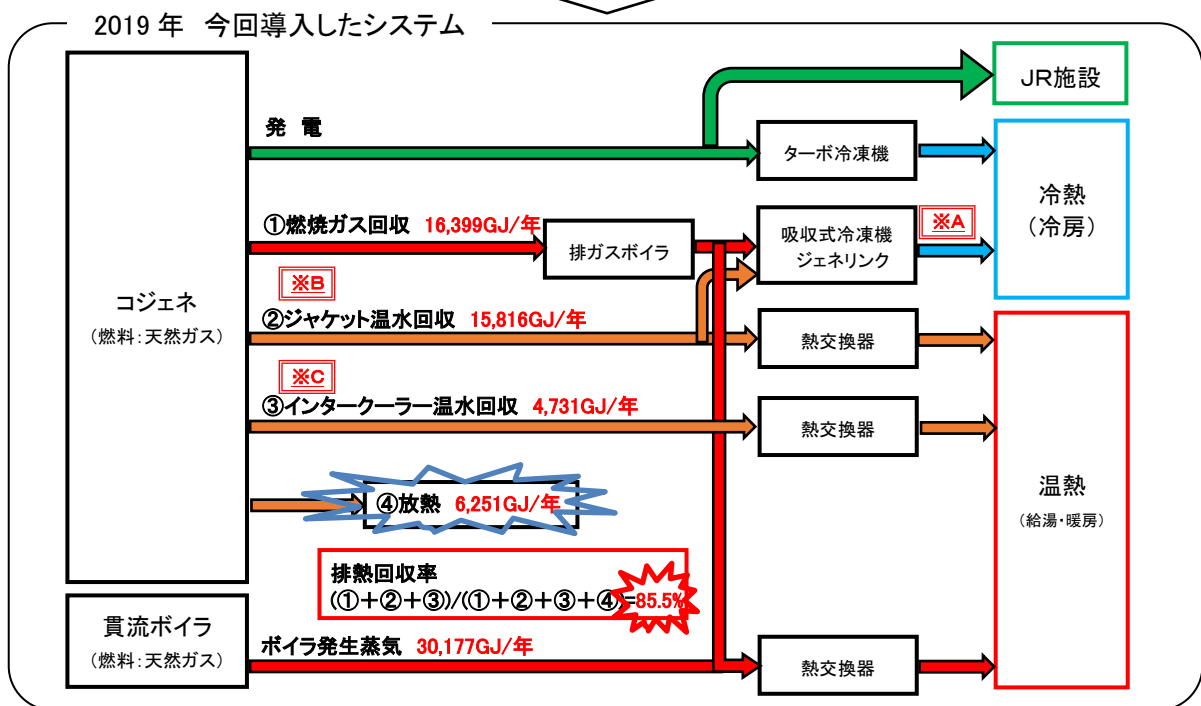 2019年 今回導入したシステム
JR施設
発 電
ターボ冷凍機
冷熱
(冷房)
①燃焼ガス回収 16,399GJ/年
排ガスボイラ
吸収式冷凍機
ジェネリンク
※A
コジェネ
(燃料:天然ガス)
※B
②ジャケット温水回収 15,816GJ/年
熱交換器
※C
③インタークーラー温水回収 4,731GJ/年
熱交換器
温熱
(給湯・暖房)
④放熱 6,251GJ/年
排熱回収率
(①+②+③)/(①+②+③+④)=85.5%
貫流ボイラ
(燃料:天然ガス)
ボイラ発生蒸気 30,177GJ/年
熱交換器